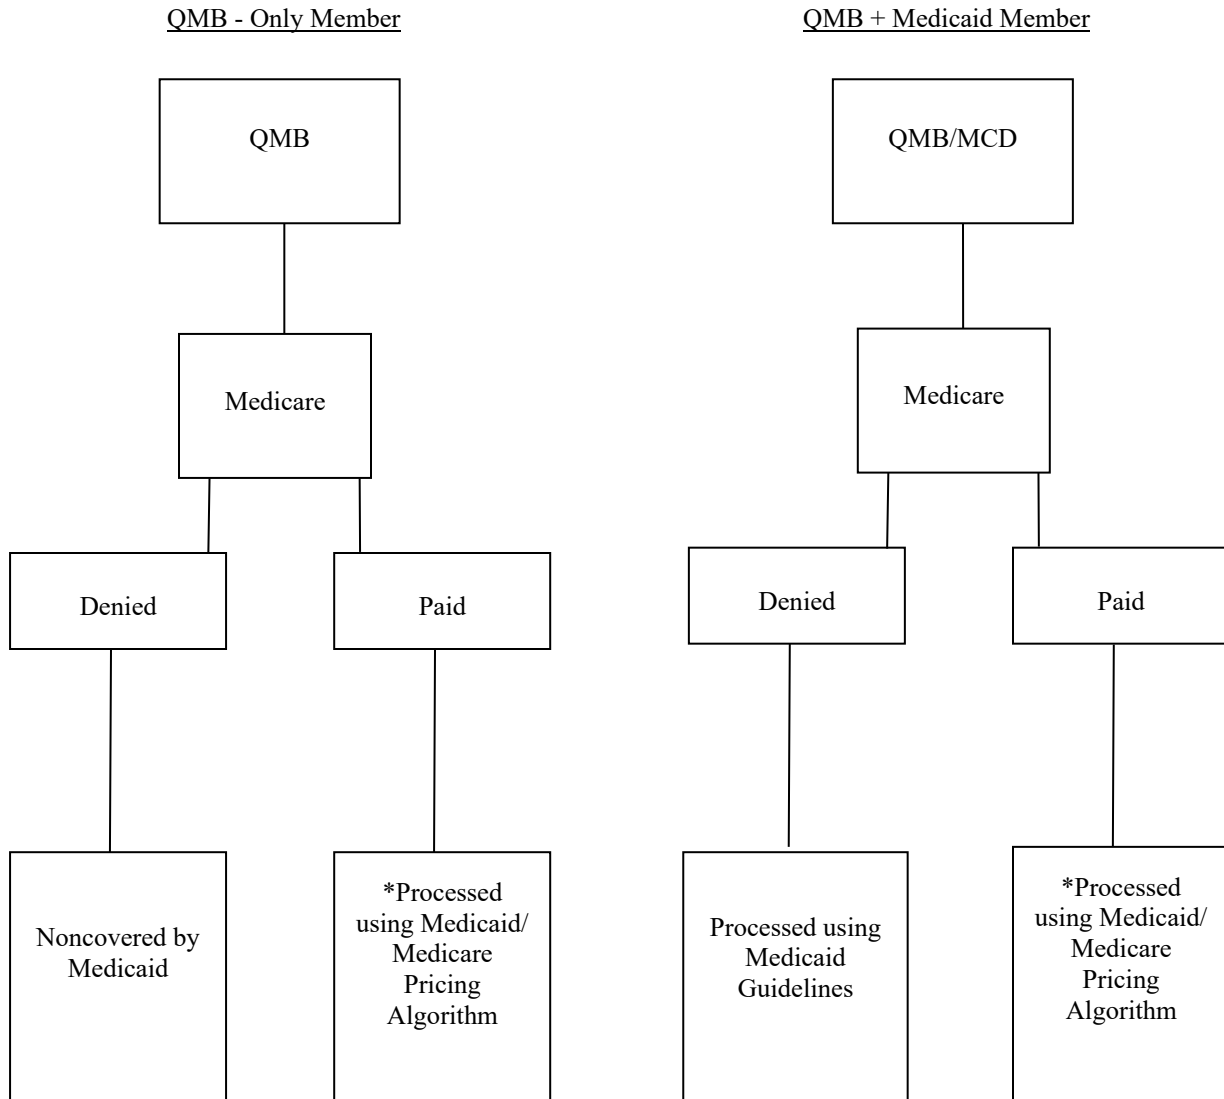 QMB - Only Member
QMB
Medicare
Denied
Paid
Noncovered by
Medicaid
*Processed
using Medicaid/
Medicare
Pricing
Algorithm
QMB + Medicaid Member
QMB/MCD
Medicare
Denied
Paid
Processed using
Medicaid
Guidelines
*Processed
using Medicaid/
Medicare
Pricing
Algorithm